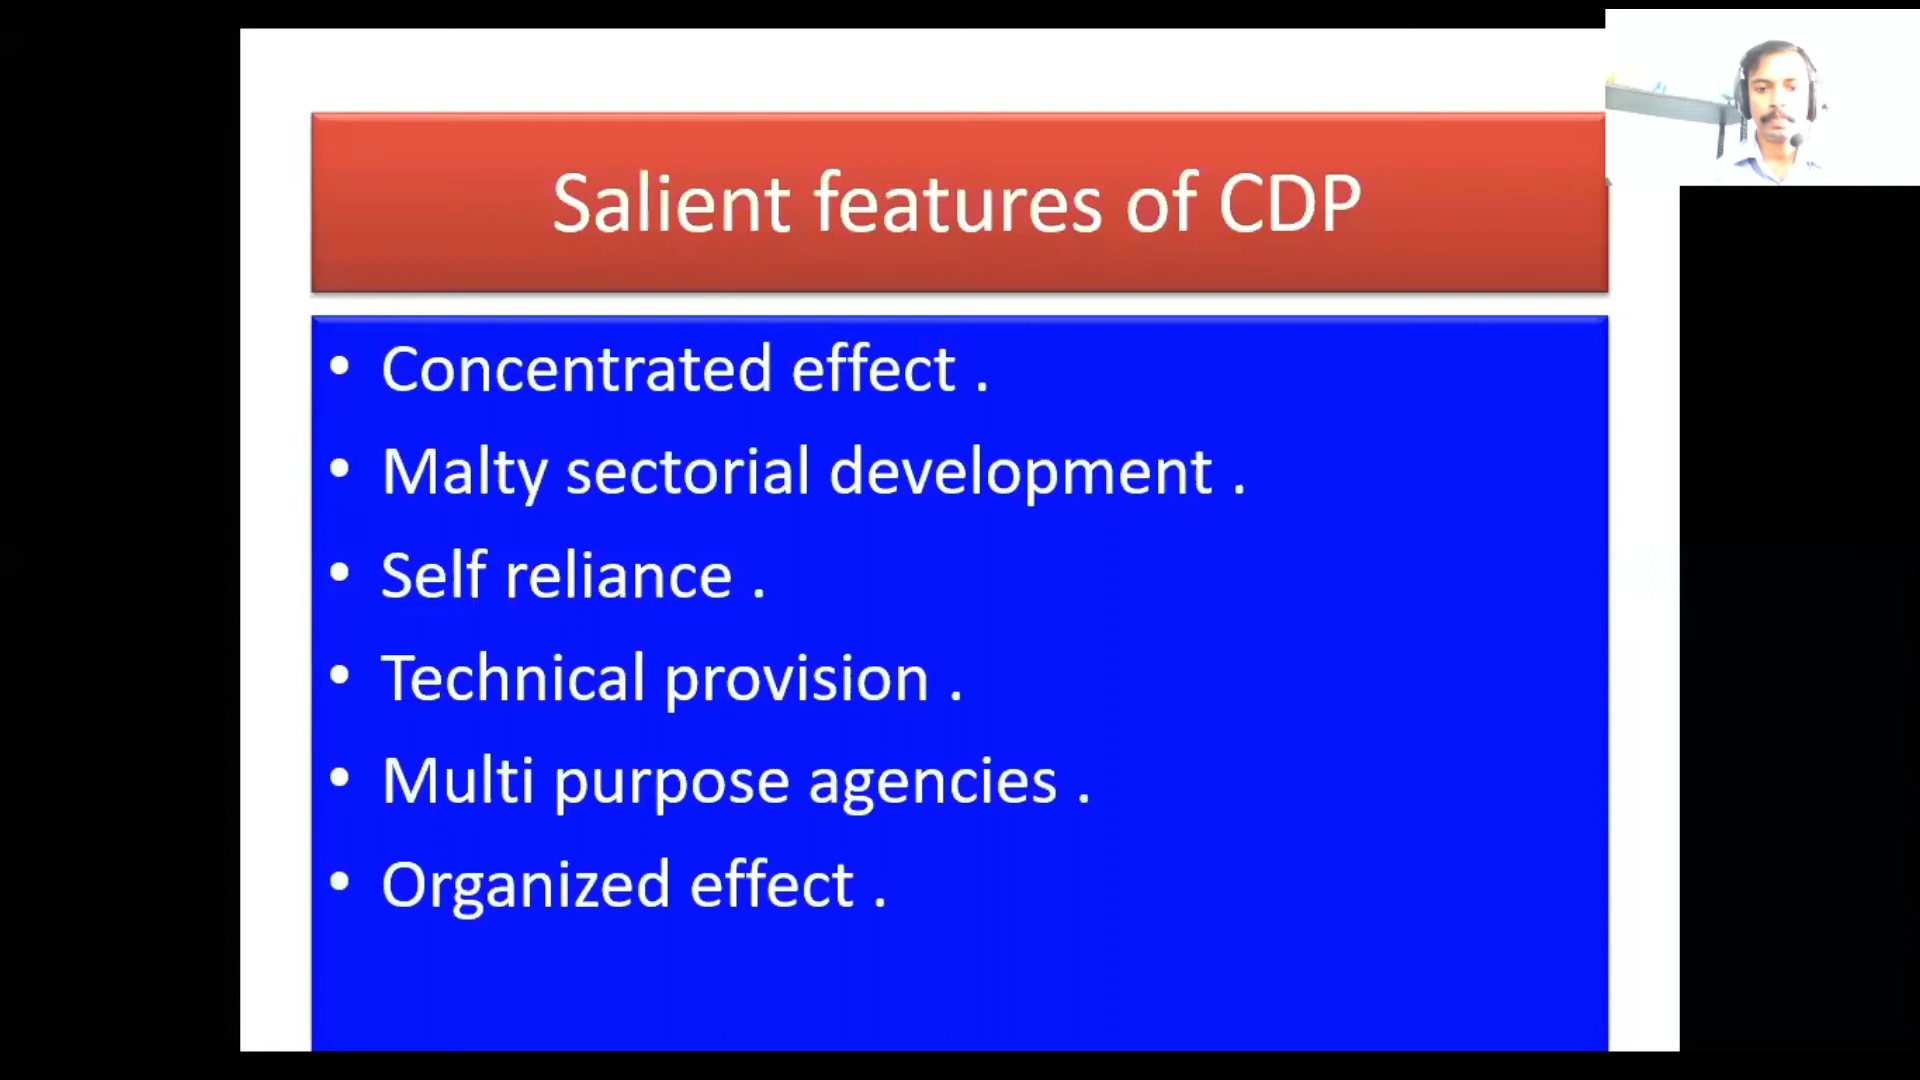 Salient features of CDP
• Concentrated effect .
• Malty sectorial development .
• Self reliance .
• Technical provision .
• Multi purpose agencies .
• Organized effect .